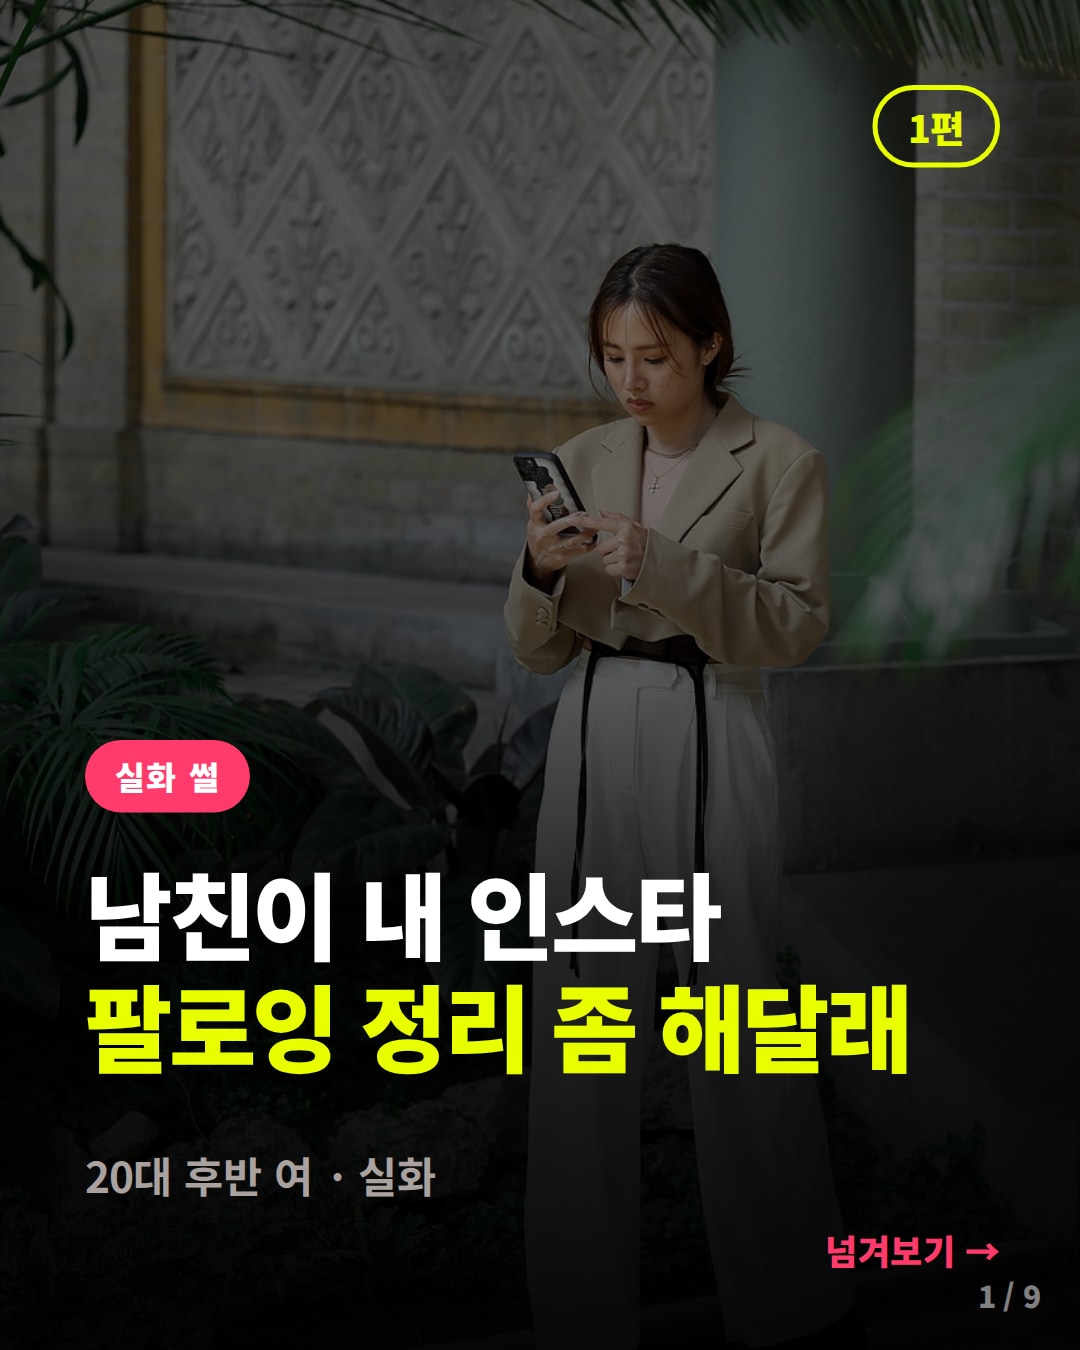 1편
실화 썰
남친이 내 인스타
팔로잉 정리 좀 해달래
20대 후반 여 · 실화
넘겨보기 →
1 / 9